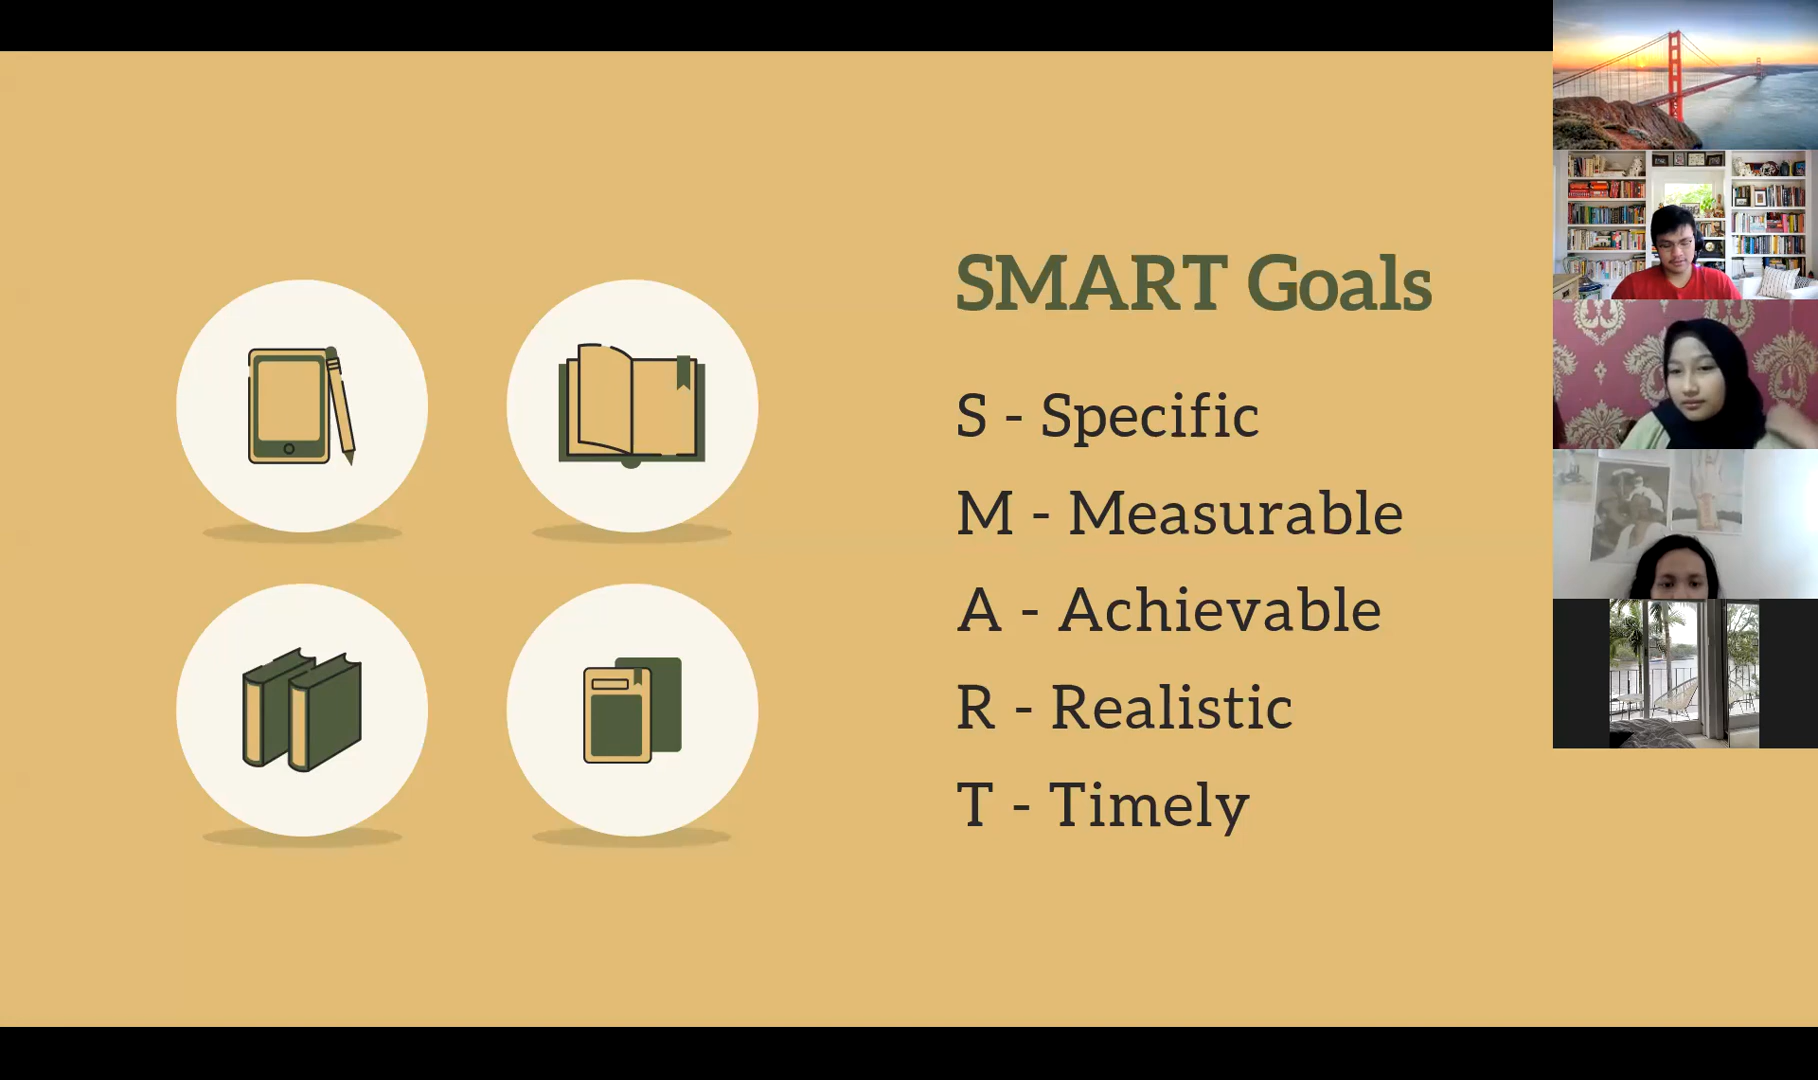 SMART Goals
S - Specific
M - Measurable
A - Achievable
R - Realistic
T - Timely